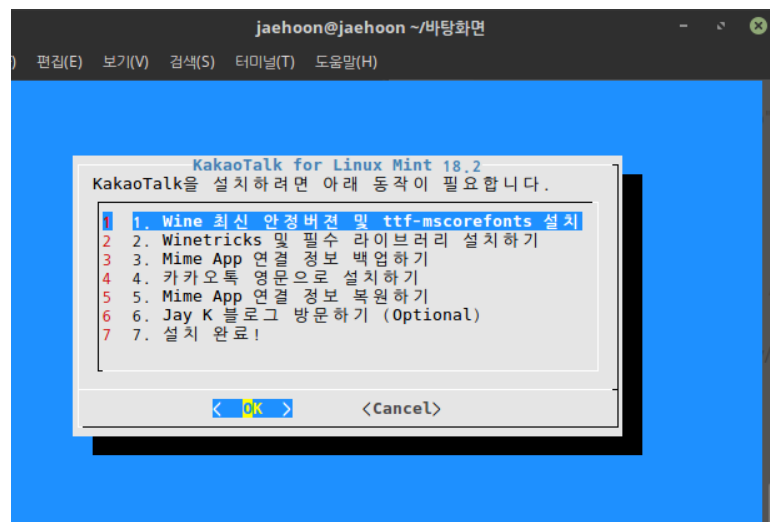 jaehoon@jaehoon ~/바탕화면
) 편집(E) 보기(V) 검색(S) 터미널(T) 도움말(H)
KakaoTalk for Linux Mint 18.2
KakaoTalk을 설치하려면 아래 동작이 필요합니다.
1 1. Wine 최신 안정버젼 및 ttf-mscorefonts 설치
2 2. Winetricks 및 필수 라이브러리 설치하기
3 3. Mime App 연결 정보 백업하기
4 4. 카카오톡 영문으로 설치하기
5 5. Mime App 연결 정보 복원하기
6 6. Jay K 블로그 방문하기 (Optional)
7 7. 설치 완료!
< OK > <Cancel>